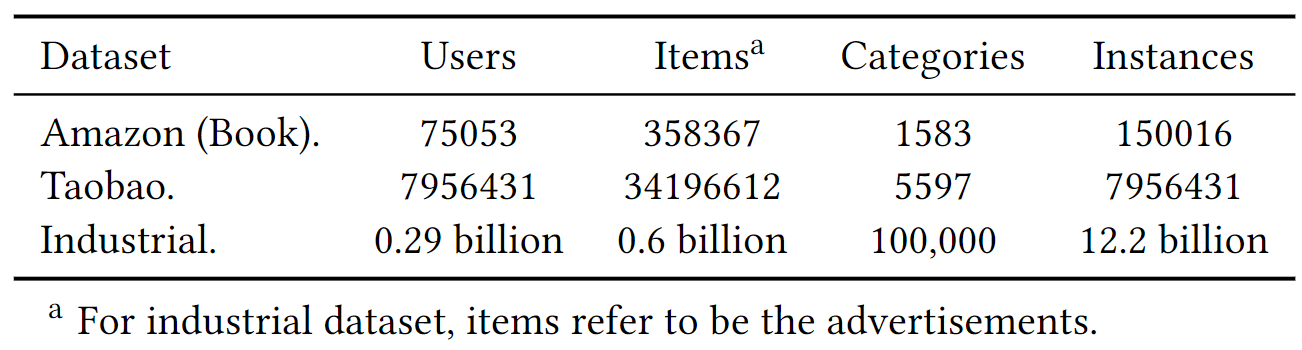 Dataset Users Items^a Categories Instances
Amazon (Book). 75053 358367 1583 150016
Taobao. 7956431 34196612 5597 7956431
Industrial. 0.29 billion 0.6 billion 100,000 12.2 billion
^a For industrial dataset, items refer to be the advertisements.